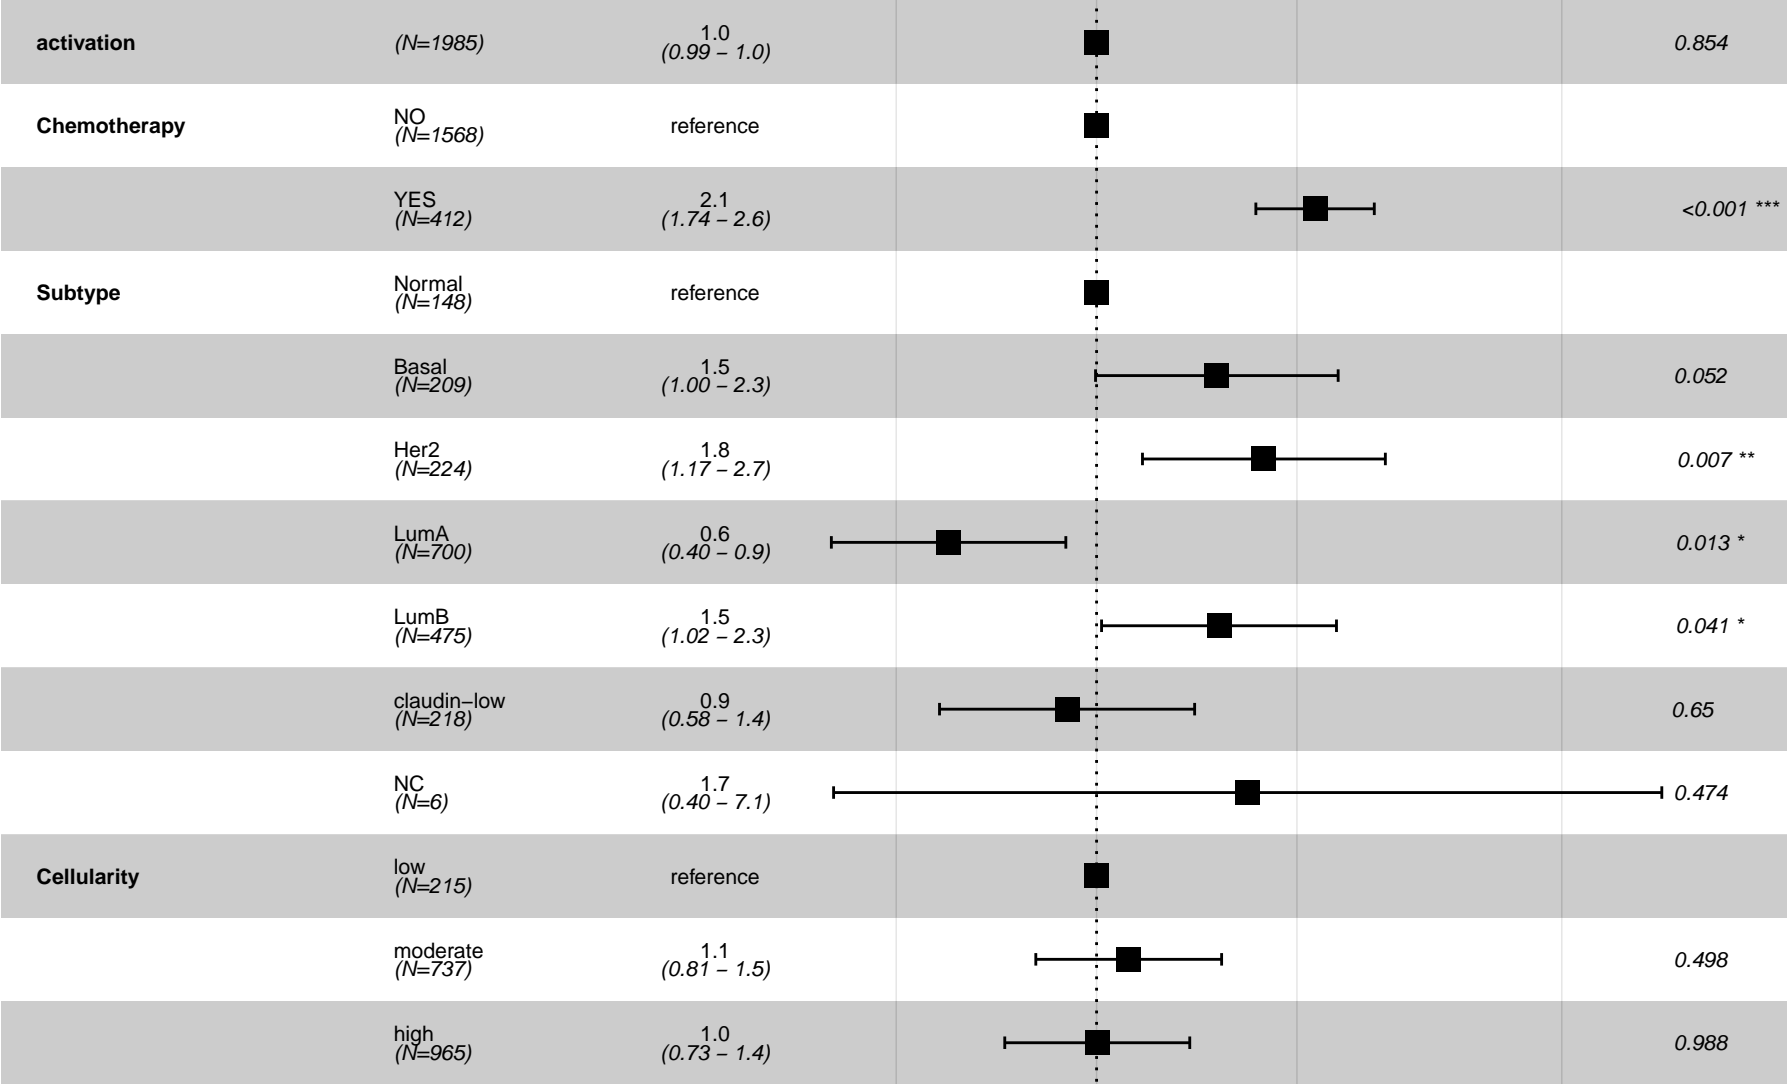 activation (N=1985) 1.0 0.854
(0.99 – 1.0)
Chemotherapy NO reference
(N=1568)
YES 2.1 <0.001 ***
(N=412) (1.74 – 2.6)
Subtype Normal reference
(N=148)
Basal 1.5 0.052
(N=209) (1.00 – 2.3)
Her2 1.8 0.007 **
(N=224) (1.17 – 2.7)
LumA 0.6 0.013 *
(N=700) (0.40 – 0.9)
LumB 1.5 0.041 *
(N=475) (1.02 – 2.3)
claudin–low 0.9 0.65
(N=218) (0.58 – 1.4)
NC 1.7 0.474
(N=6) (0.40 – 7.1)
Cellularity low reference
(N=215)
moderate 1.1 0.498
(N=737) (0.81 – 1.5)
high 1.0 0.988
(N=965) (0.73 – 1.4)